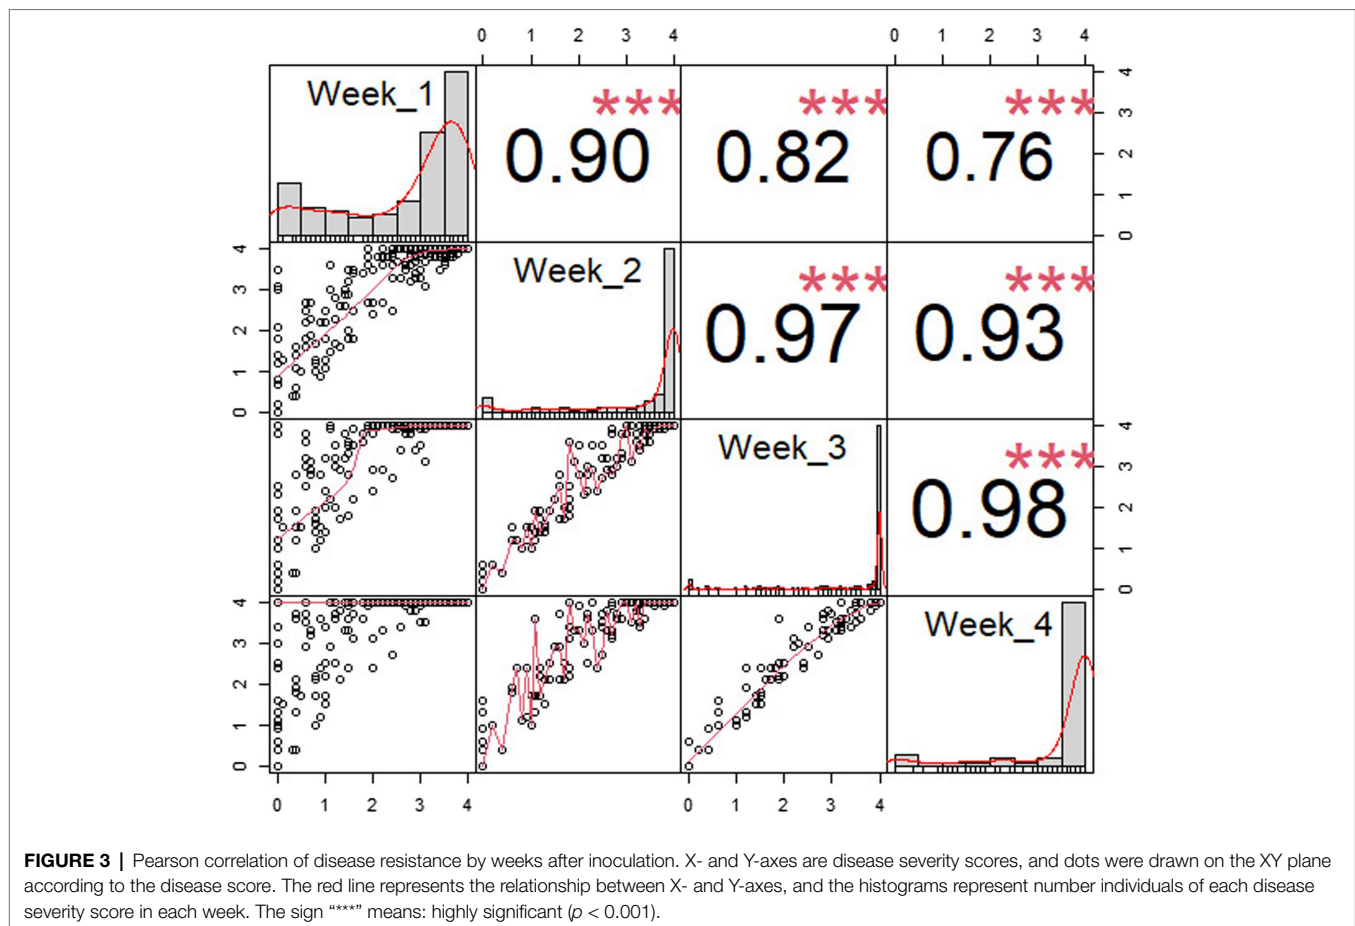 0 1 2 3 4 0 1 2 3 4
Week_1 *** 0.90 *** 0.82 *** 0.76
4
3
2
1
0
4
3
2
1
0
Week_2 *** 0.97 *** 0.93
Week_3 *** 0.98
4
3
2
1
0
4
3
2
1
0
Week_4
0 1 2 3 4 0 1 2 3 4
FIGURE 3 | Pearson correlation of disease resistance by weeks after inoculation. X- and Y-axes are disease severity scores, and dots were drawn on the XY plane
according to the disease score. The red line represents the relationship between X- and Y-axes, and the histograms represent number individuals of each disease
severity score in each week. The sign “***” means: highly significant (p < 0.001).